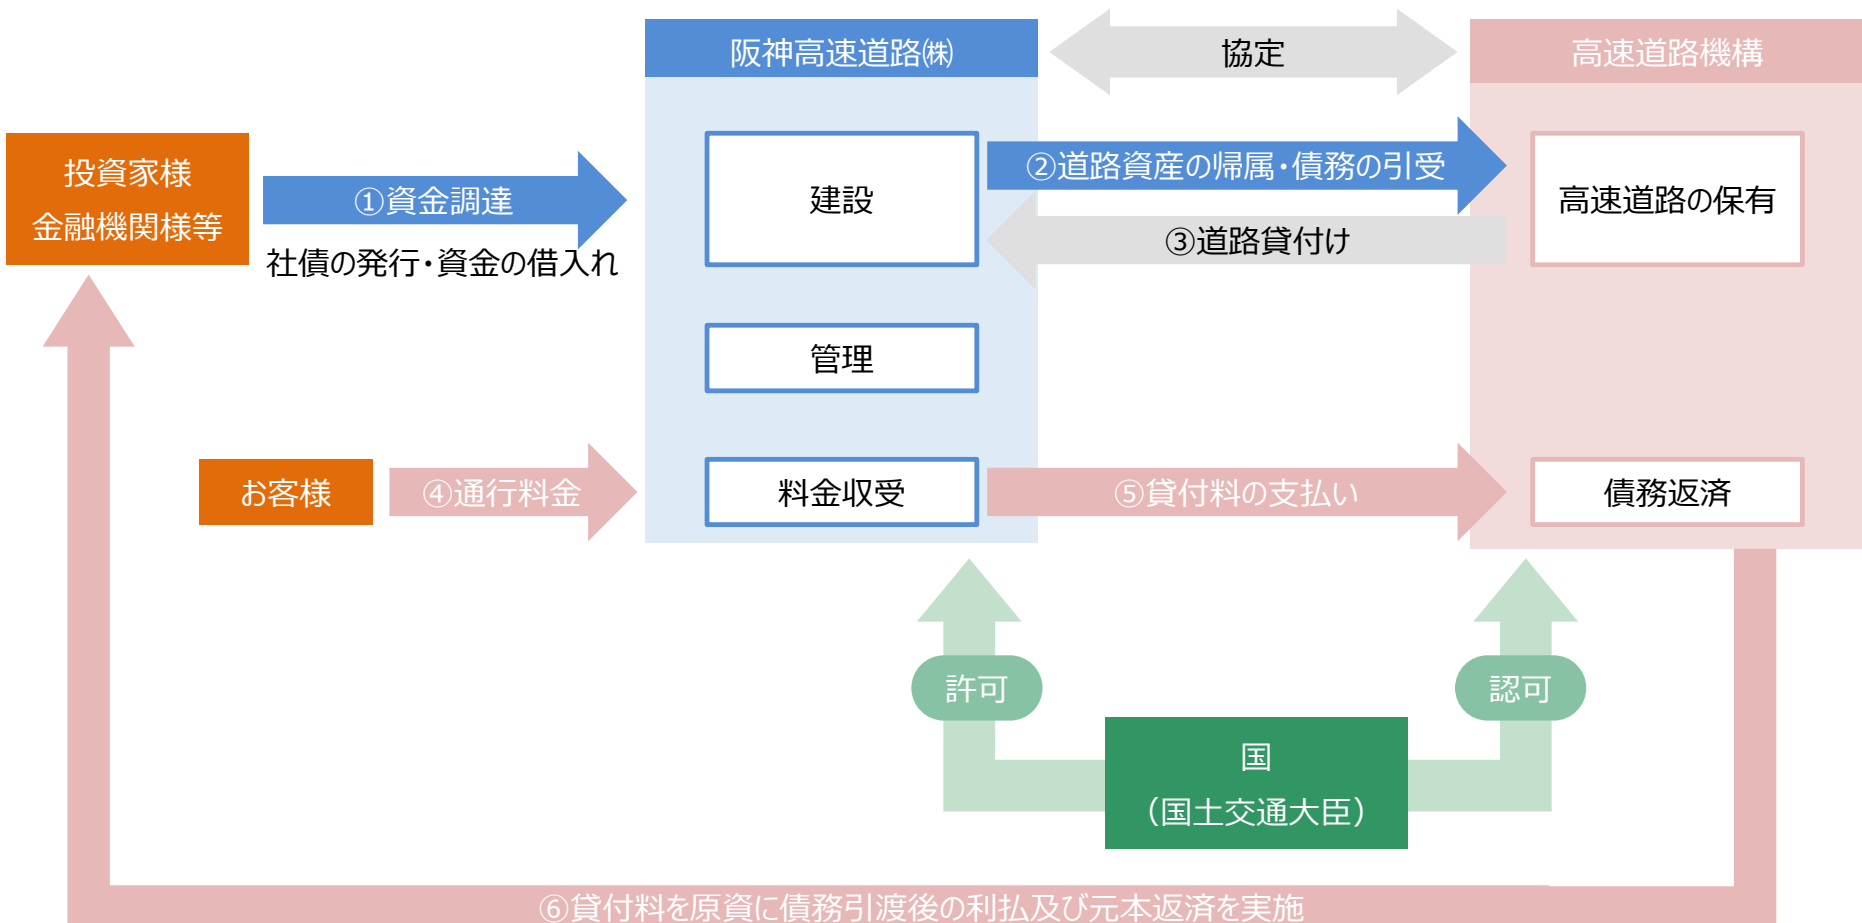 阪神高速道路㈱
協定
高速道路機構
投資家様
金融機関様等
①資金調達
社債の発行・資金の借入れ
建設
②道路資産の帰属・債務の引受
③道路貸付け
高速道路の保有
管理
お客様
④通行料金
料金収受
⑤貸付料の支払い
債務返済
許可
認可
国
（国土交通大臣）
⑥貸付料を原資に債務引渡後の利払及び元本返済を実施